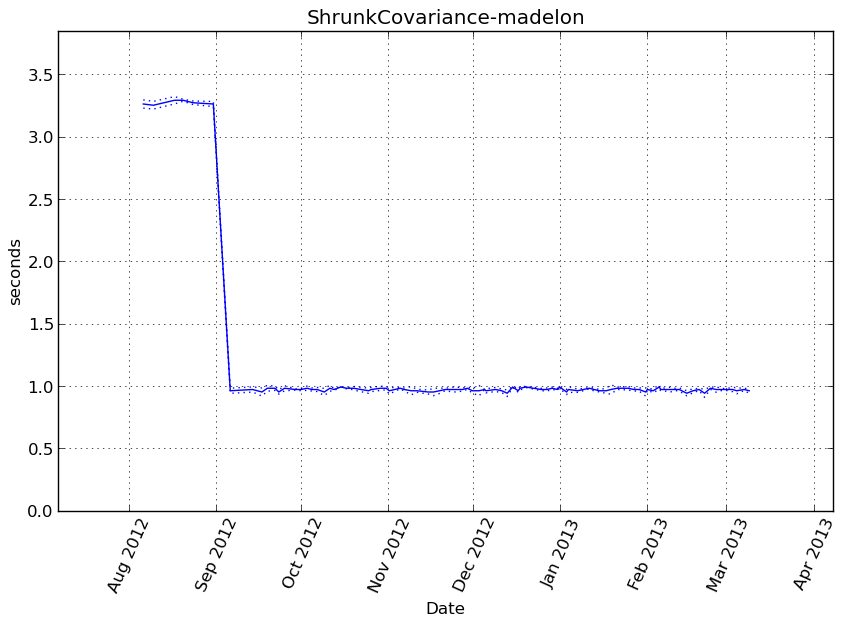 ShrunkCovariance-madelon
3.5
3.0
2.5
2.0
1.5
1.0
0.5
0.0
seconds
Aug 2012
Sep 2012
Oct 2012
Nov 2012
Dec 2012
Jan 2013
Feb 2013
Mar 2013
Apr 2013
Date